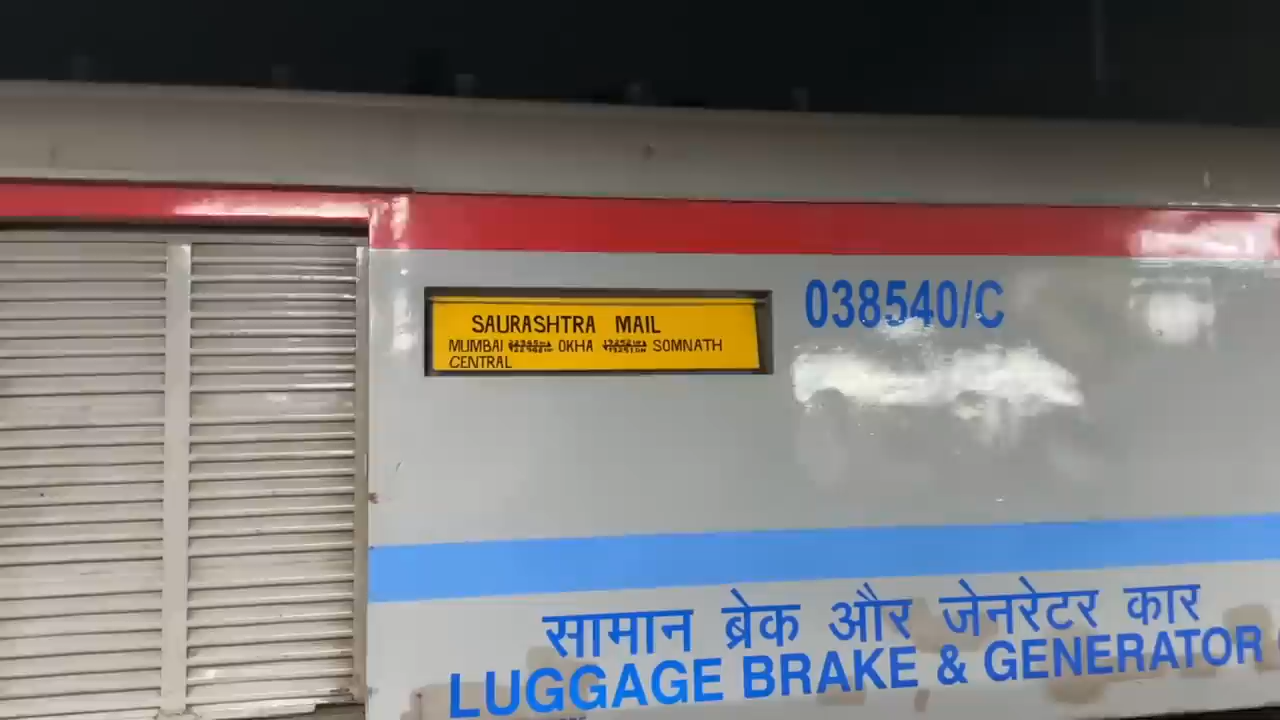 SAURASHTRA MAIL
MUMBAI OKHA SOMNATH
CENTRAL
038540/C
सामान ब्रेक और जेनरेटर कार
LUGGAGE BRAKE & GENERATOR